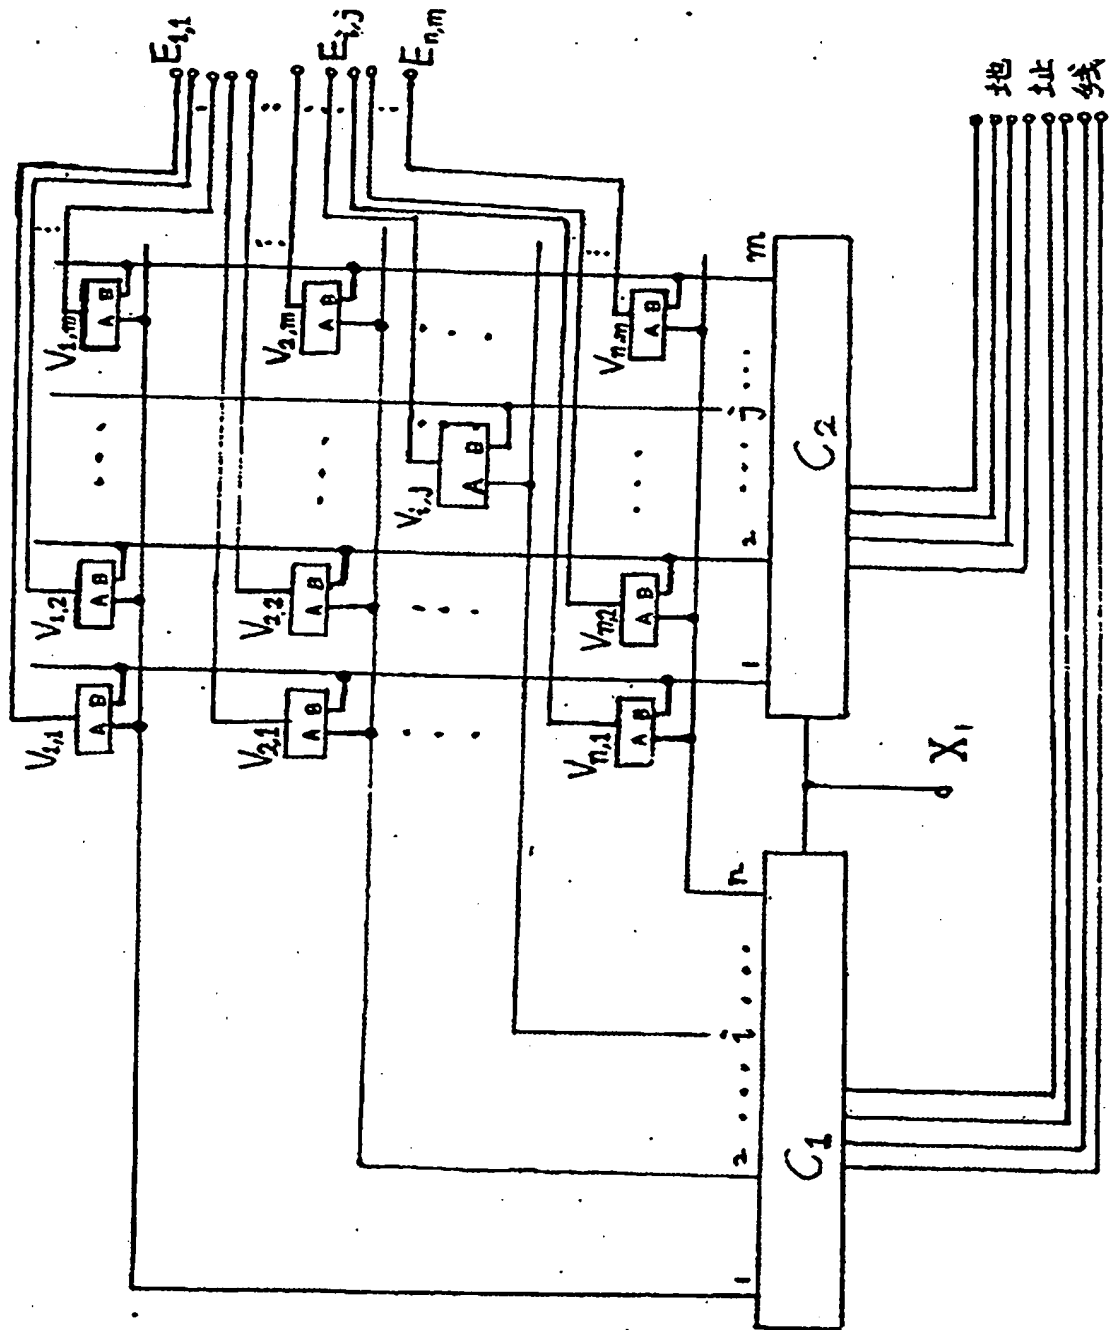 E1,1
Ei,j
En,m
地址线
V1,m
A B
V2,m
A B
Vn,m
A B
m
Vi,j
A B
j
V1,2
A B
V2,2
A B
Vn,2
A B
2
V1,1
A B
V2,1
A B
Vn,1
A B
1
C2
X1
n
i
2
1
C1